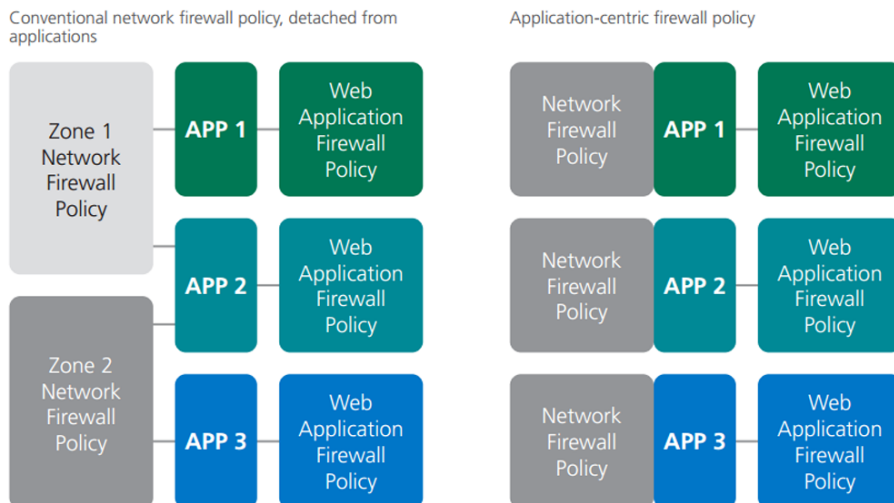 Conventional network firewall policy, detached from
applications
Zone 1
Network
Firewall
Policy
APP 1
Web
Application
Firewall
Policy
APP 2
Web
Application
Firewall
Policy
Zone 2
Network
Firewall
Policy
APP 3
Web
Application
Firewall
Policy
Application-centric firewall policy
Network
Firewall
Policy
APP 1
Web
Application
Firewall
Policy
Network
Firewall
Policy
APP 2
Web
Application
Firewall
Policy
Network
Firewall
Policy
APP 3
Web
Application
Firewall
Policy